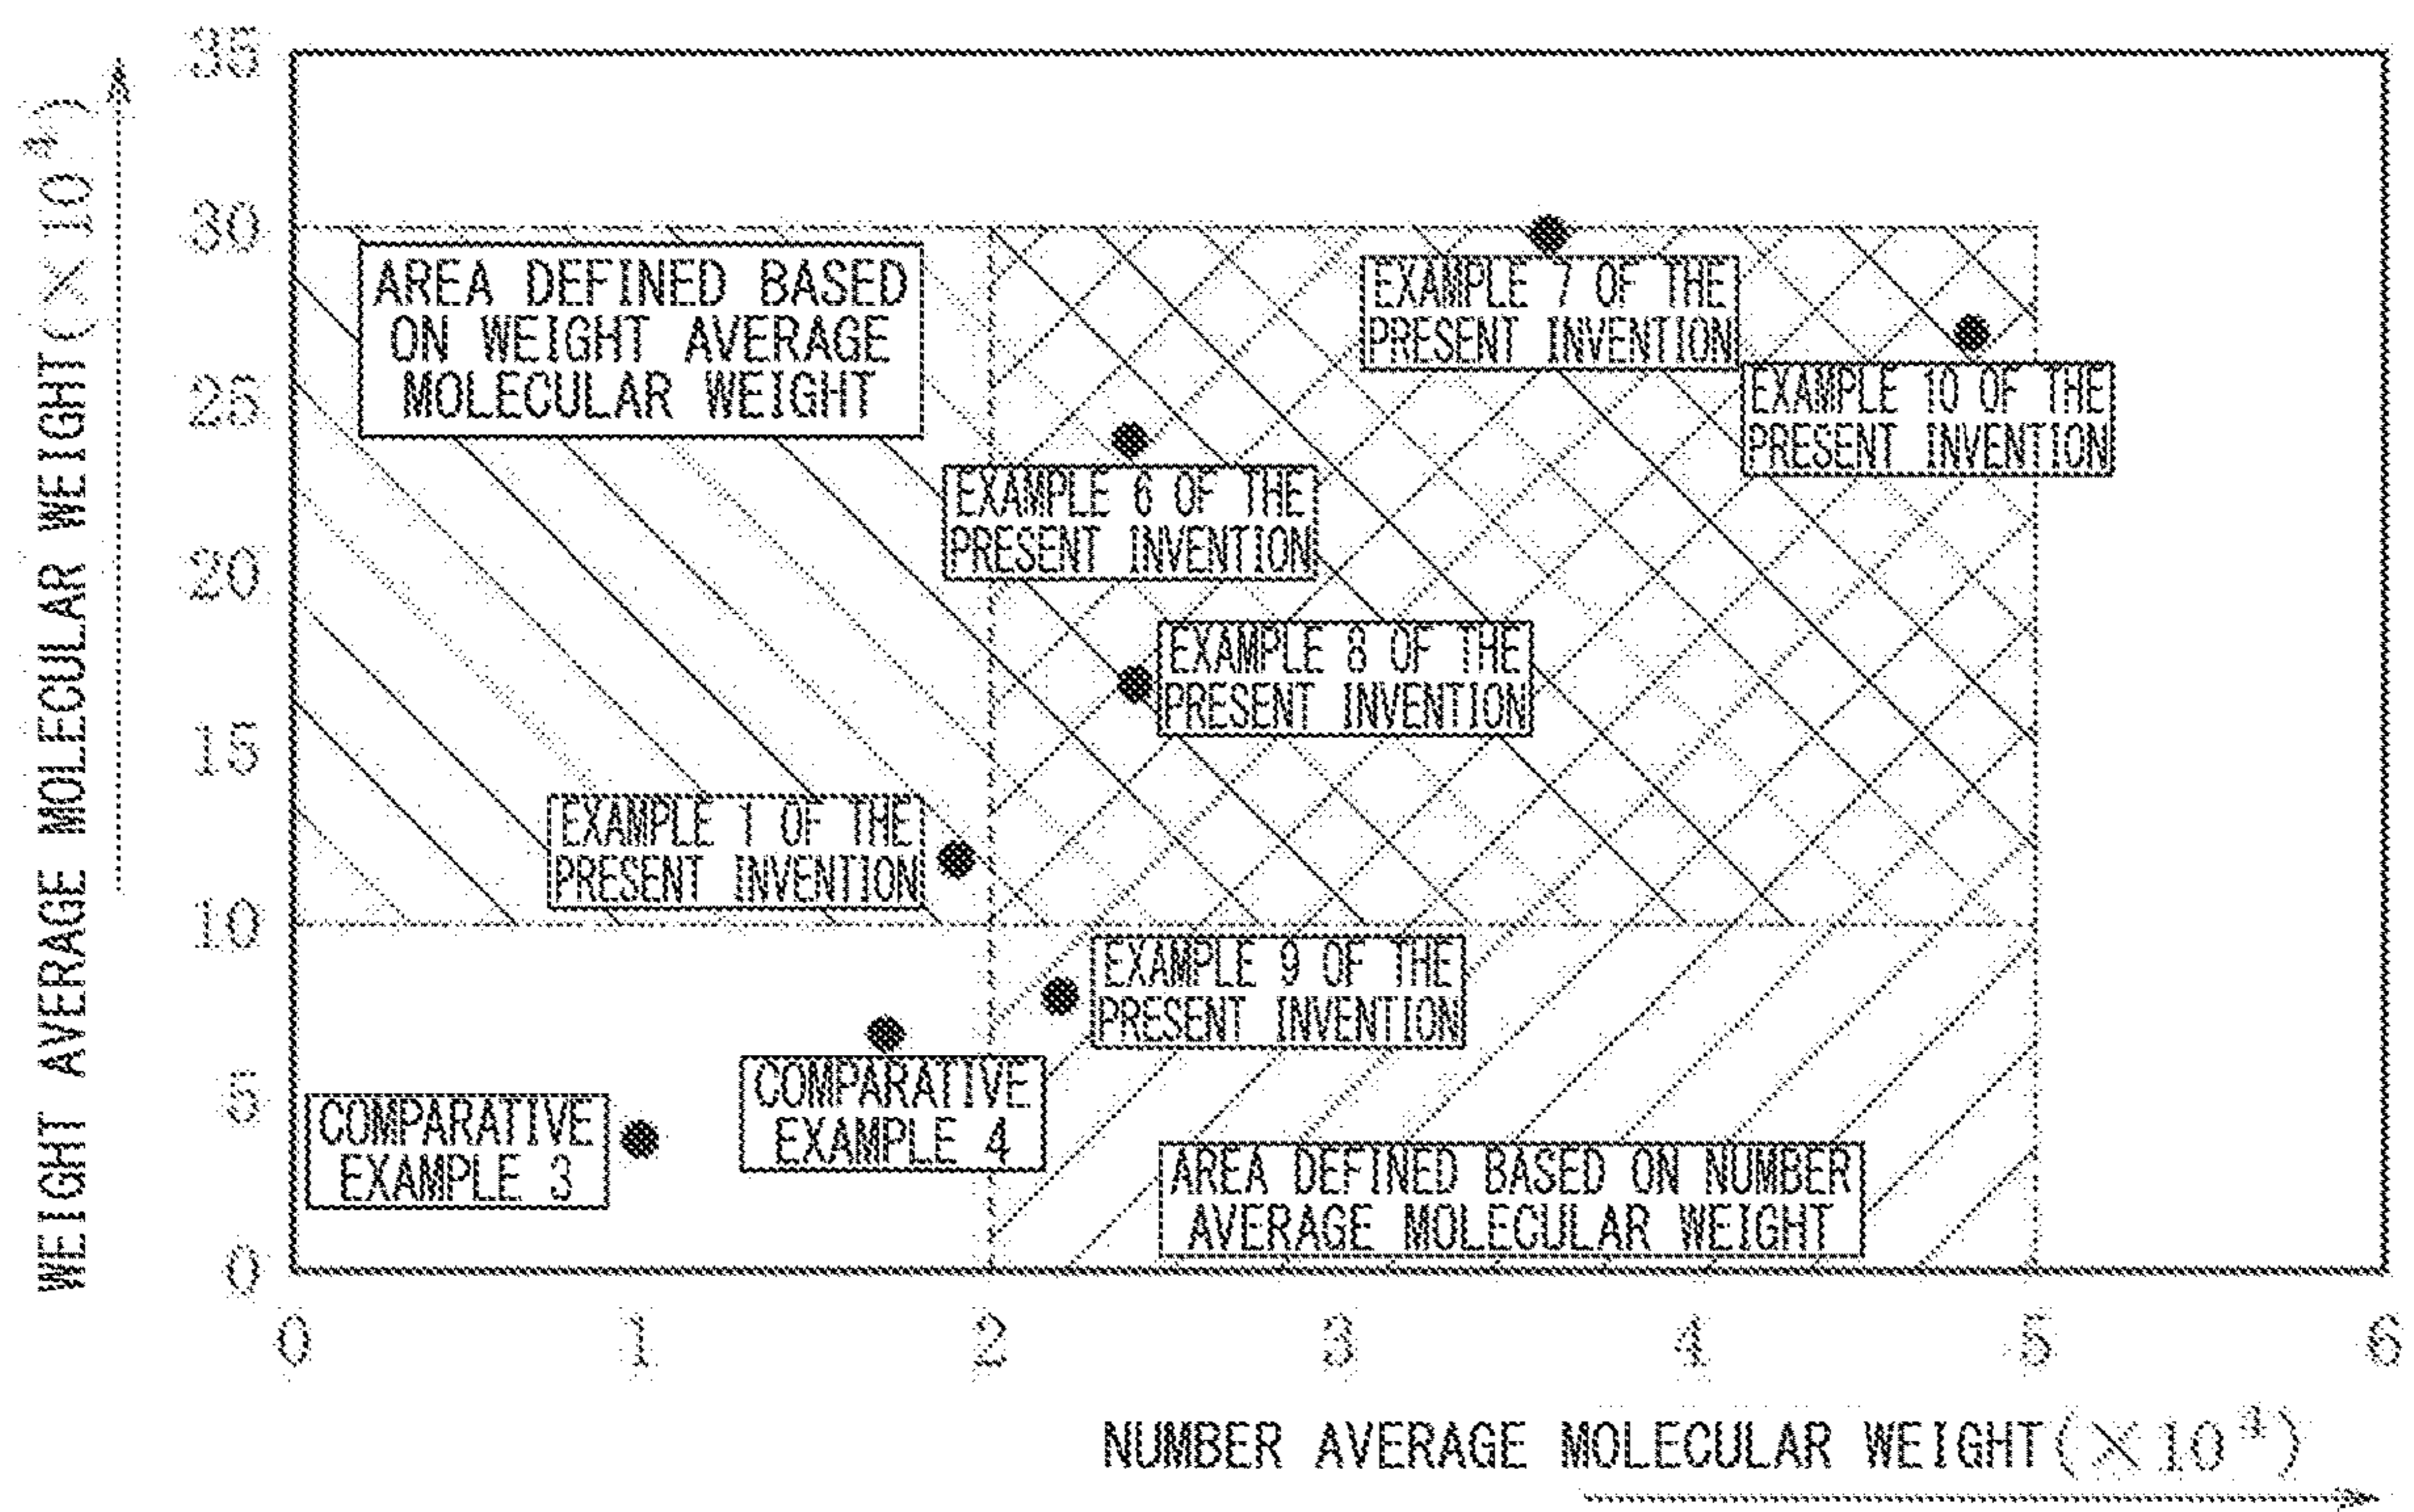 WEIGHT AVERAGE MOLECULAR WEIGHT(×10⁴)
35
30
25
20
15
10
5
0
AREA DEFINED BASED
ON WEIGHT AVERAGE
MOLECULAR WEIGHT
EXAMPLE 7 OF THE
PRESENT INVENTION
EXAMPLE 10 OF THE
PRESENT INVENTION
EXAMPLE 6 OF THE
PRESENT INVENTION
EXAMPLE 8 OF THE
PRESENT INVENTION
EXAMPLE 1 OF THE
PRESENT INVENTION
EXAMPLE 9 OF THE
PRESENT INVENTION
COMPARATIVE
EXAMPLE 4
COMPARATIVE
EXAMPLE 3
AREA DEFINED BASED ON NUMBER
AVERAGE MOLECULAR WEIGHT
0 1 2 3 4 5 6
NUMBER AVERAGE MOLECULAR WEIGHT(×10⁴)